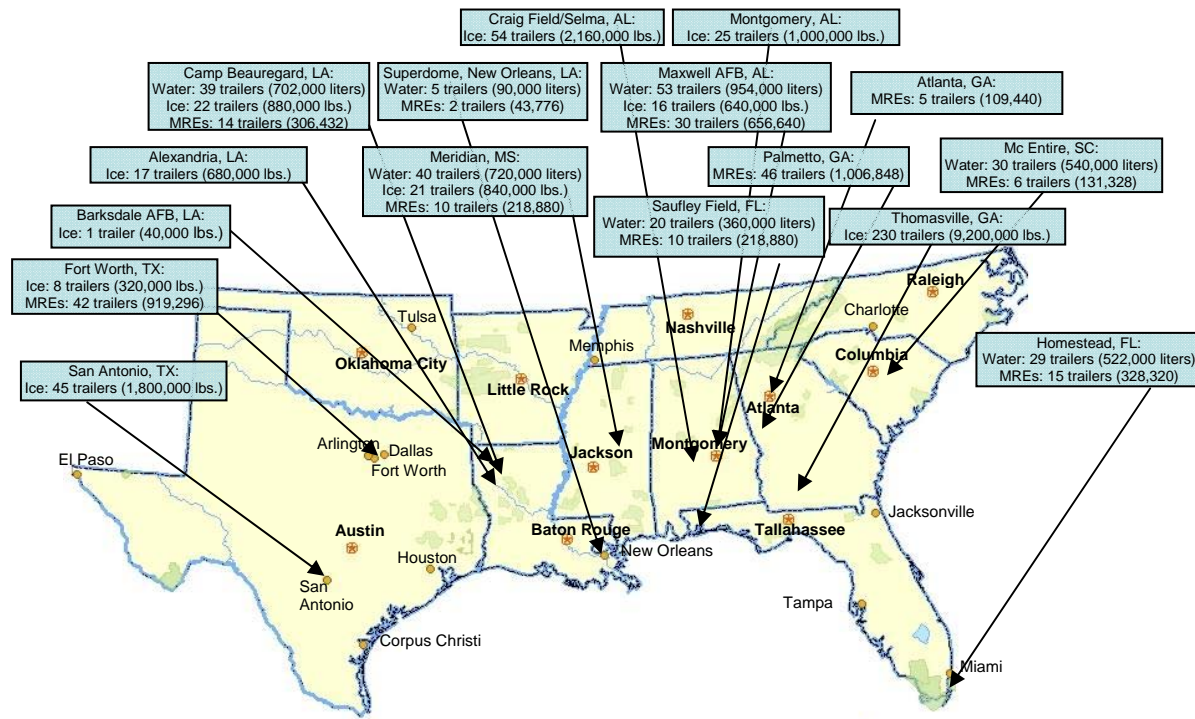 Craig Field/Selma, AL:
Ice: 54 trailers (2,160,000 lbs.)
Montgomery, AL:
Ice: 25 trailers (1,000,000 lbs.)
Camp Beauregard, LA:
Water: 39 trailers (702,000 liters)
Ice: 22 trailers (880,000 lbs.)
MREs: 14 trailers (306,432)
Superdome, New Orleans, LA:
Water: 5 trailers (90,000 liters)
MREs: 2 trailers (43,776)
Maxwell AFB, AL:
Water: 53 trailers (954,000 liters)
Ice: 16 trailers (640,000 lbs.)
MREs: 30 trailers (656,640)
Atlanta, GA:
MREs: 5 trailers (109,440)
Alexandria, LA:
Ice: 17 trailers (680,000 lbs.)
Meridian, MS:
Water: 40 trailers (720,000 liters)
Ice: 21 trailers (840,000 lbs.)
MREs: 10 trailers (218,880)
Palmetto, GA:
MREs: 46 trailers (1,006,848)
Mc Entire, SC:
Water: 30 trailers (540,000 liters)
MREs: 6 trailers (131,328)
Barksdale AFB, LA:
Ice: 1 trailer (40,000 lbs.)
Saufley Field, FL:
Water: 20 trailers (360,000 liters)
MREs: 10 trailers (218,880)
Thomasville, GA:
Ice: 230 trailers (9,200,000 lbs.)
Fort Worth, TX:
Ice: 8 trailers (320,000 lbs.)
MREs: 42 trailers (919,296)
Homestead, FL:
Water: 29 trailers (522,000 liters)
MREs: 15 trailers (328,320)
San Antonio, TX:
Ice: 45 trailers (1,800,000 lbs.)
Raleigh
Tulsa
Nashville
Charlotte
Oklahoma City
Memphis
Columbia
Little Rock
Atlanta
Arlington
Dallas
Fort Worth
Jackson
Montgomery
El Paso
Austin
Baton Rouge
Tallahassee
Jacksonville
Houston
New Orleans
San
Antonio
Tampa
Corpus Christi
Miami